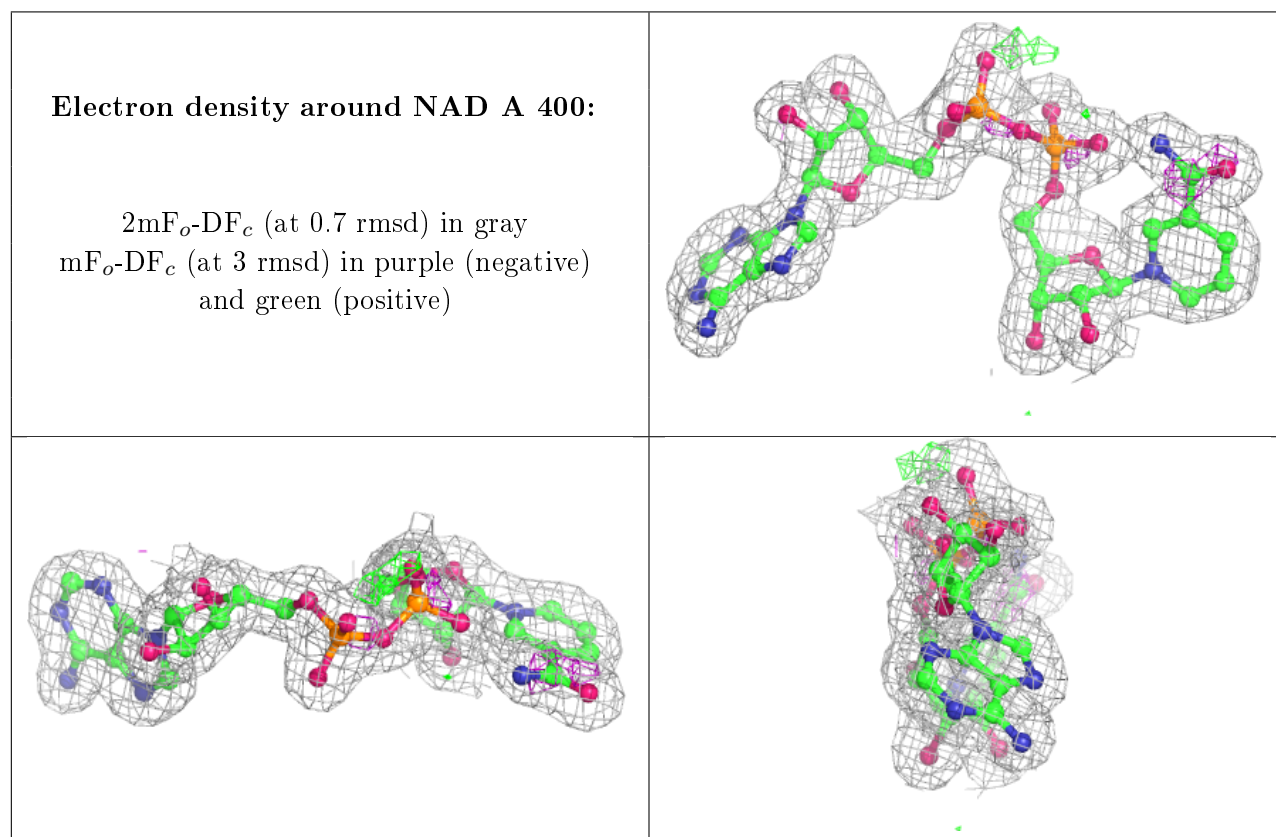 Electron density around NAD A 400:
2mFo-DFc (at 0.7 rmsd) in gray
mFo-DFc (at 3 rmsd) in purple (negative)
and green (positive)